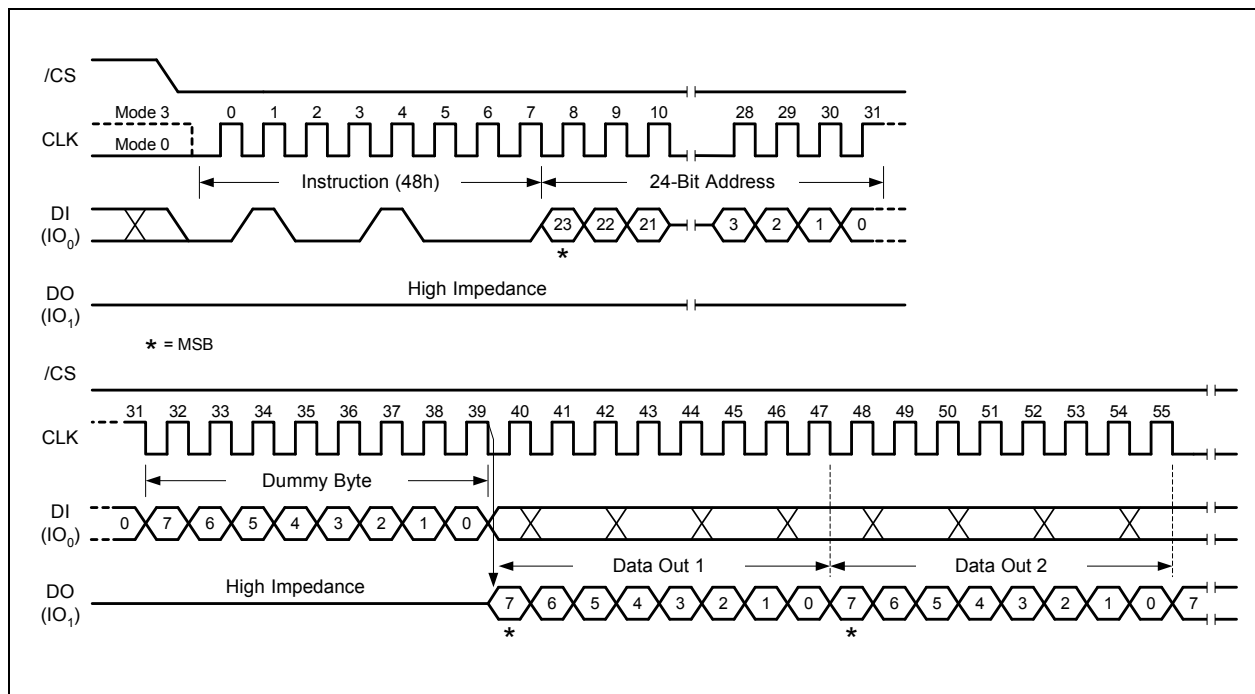 /CS
Mode 3 0 1 2 3 4 5 6 7 8 9 10 28 29 30 31
CLK
Mode 0
Instruction (48h) 24-Bit Address
DI
(IO0)
23 22 21 3 2 1 0
*
High Impedance
DO
(IO1)
* = MSB
/CS
31 32 33 34 35 36 37 38 39 40 41 42 43 44 45 46 47 48 49 50 51 52 53 54 55
CLK
Dummy Byte
DI
(IO0)
0 7 6 5 4 3 2 1 0
Data Out 1 Data Out 2
High Impedance
DO
(IO1)
7 6 5 4 3 2 1 0 7 6 5 4 3 2 1 0 7
* *